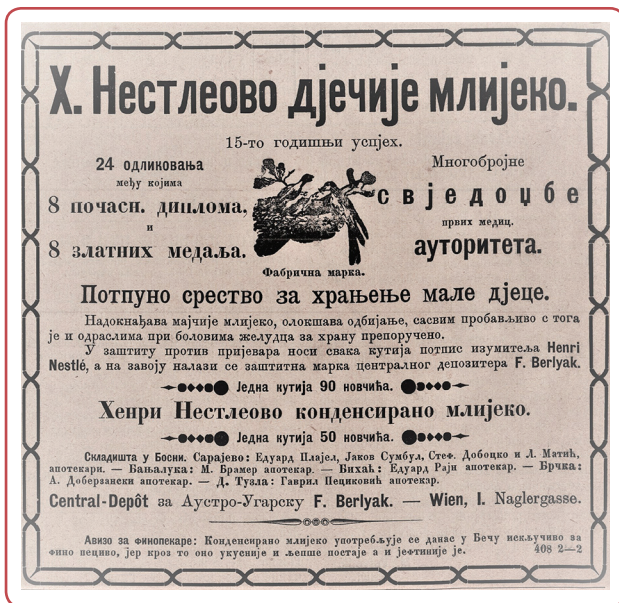 Х. Нестлеово дјечије млијеко.
15-то годишњи успјех.
24 одликовања
међу којима
8 почасн. диплома,
и
8 златних медаља.
Фабрична марка.
Многобројне
свједоџбе
првих медиц.
ауторитета.
Потпуно срество за храњење мале дјеце.
Надокнађава мајчије млијеко, олокшава одбијање, сасвим пробављиво с тога
је и одраслима при боловима желудца за храну препоручено.
У заштиту против пријевара носи свака кутија потпис изумитеља Henri
Nestlé, а на завоју налази се заштитна марка централног депозитера F. Berlyak.
Једна кутија 90 новчића.
Хенри Нестлеово конденсирано млијеко.
Једна кутија 50 новчића.
Складишта у Босни. Сарајево: Едуард Плајел, Јаков Сумбул, Стеф. Добоцко и Л. Матић,
апотекари. — Бањалука: М. Брамер апотекар. — Бихаћ: Едуард Рајн апотекар. — Брчка:
А. Доберзански апотекар. — Д. Тузла: Гаврил Пециковић апотекар.
Central-Depôt за Аустро-Угарску F. Berlyak. — Wien, I. Naglergasse.
Авизо за финопекаре: Конденсирано млијеко употребљује се данас у Бечу искључиво за
фино пециво, јер кроз то оно укусније и љепше постаје а и јефтиније је. 408 2—2